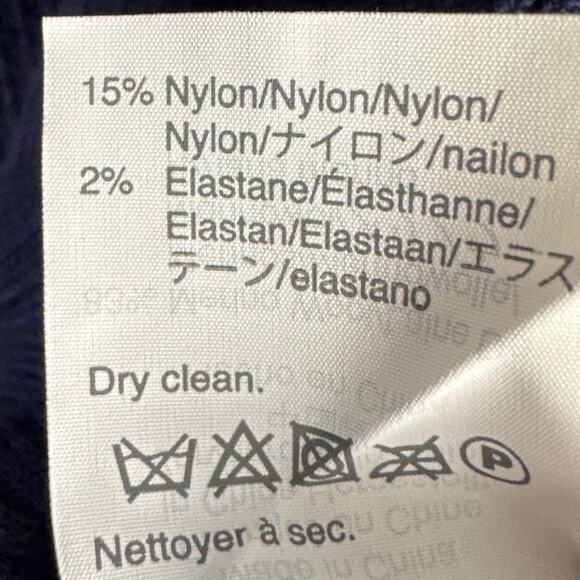 15% Nylon/Nylon/Nylon/
Nylon/ナイロン/nailon
2% Elastane/Élasthanne/
Elastan/Elastaan/エラス
テーン/elastano
Dry clean.
P
Nettoyer à sec.